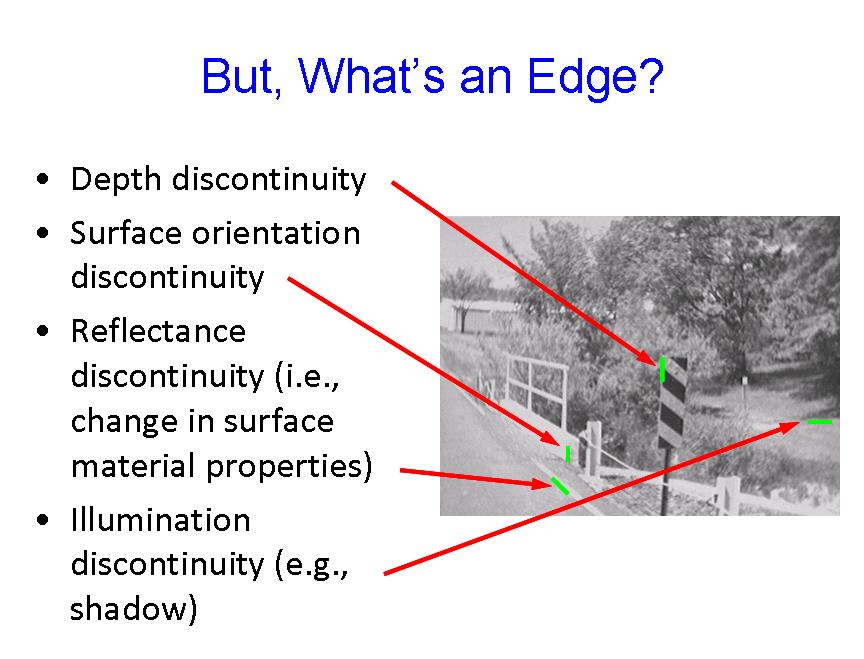 But, What's an Edge?
• Depth discontinuity
• Surface orientation
discontinuity
• Reflectance
discontinuity (i.e.,
change in surface
material properties)
• Illumination
discontinuity (e.g.,
shadow)